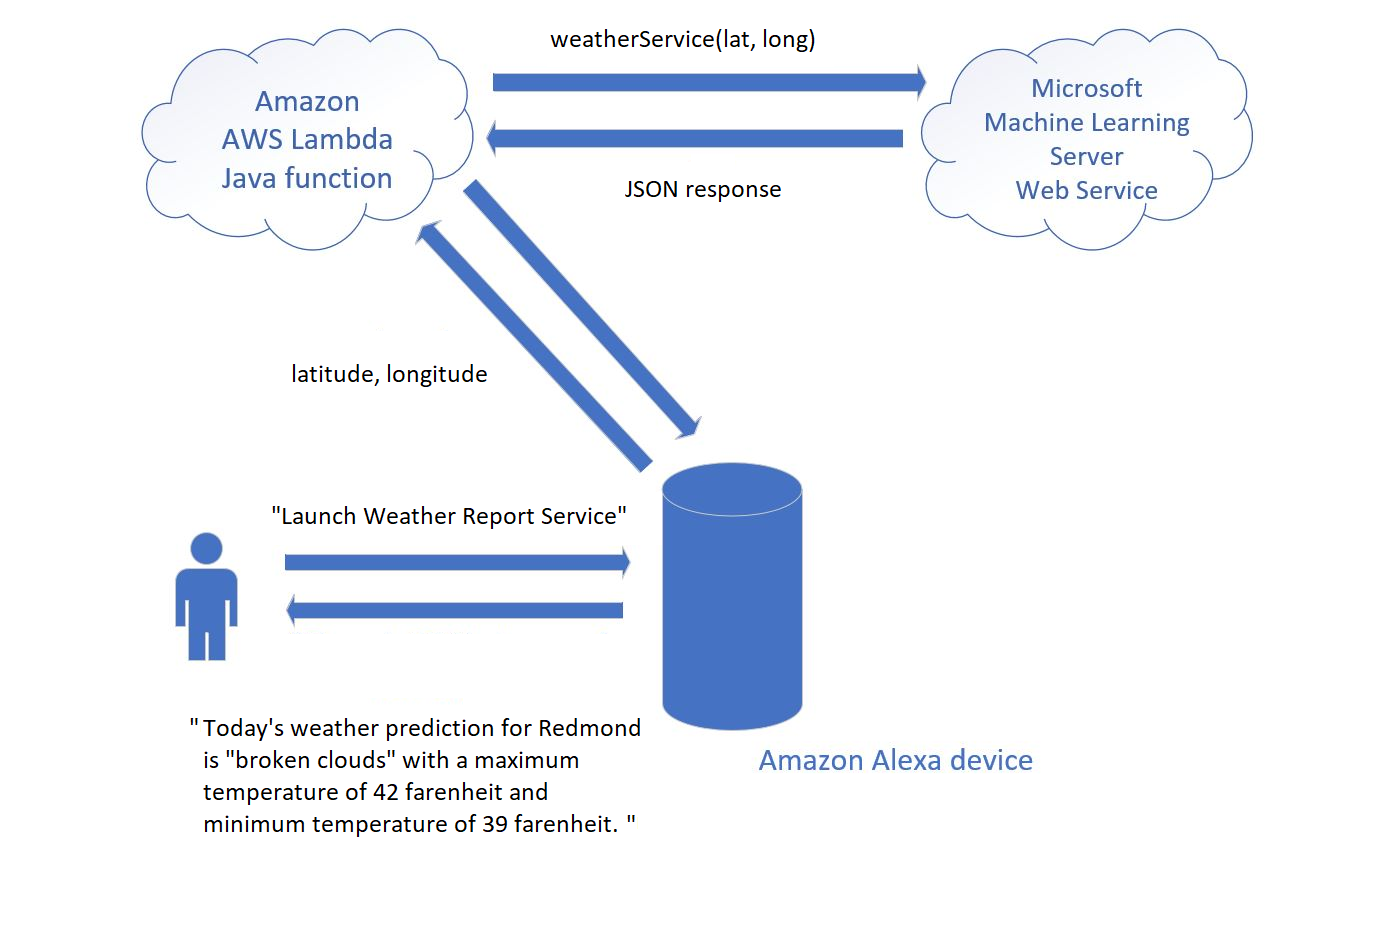 weatherService(lat, long)
Amazon
AWS Lambda
Java function
Microsoft
Machine Learning
Server
Web Service
JSON response
latitude, longitude
"Launch Weather Report Service"
" Today's weather prediction for Redmond
is "broken clouds" with a maximum
temperature of 42 farenheit and
minimum temperature of 39 farenheit. "
Amazon Alexa device